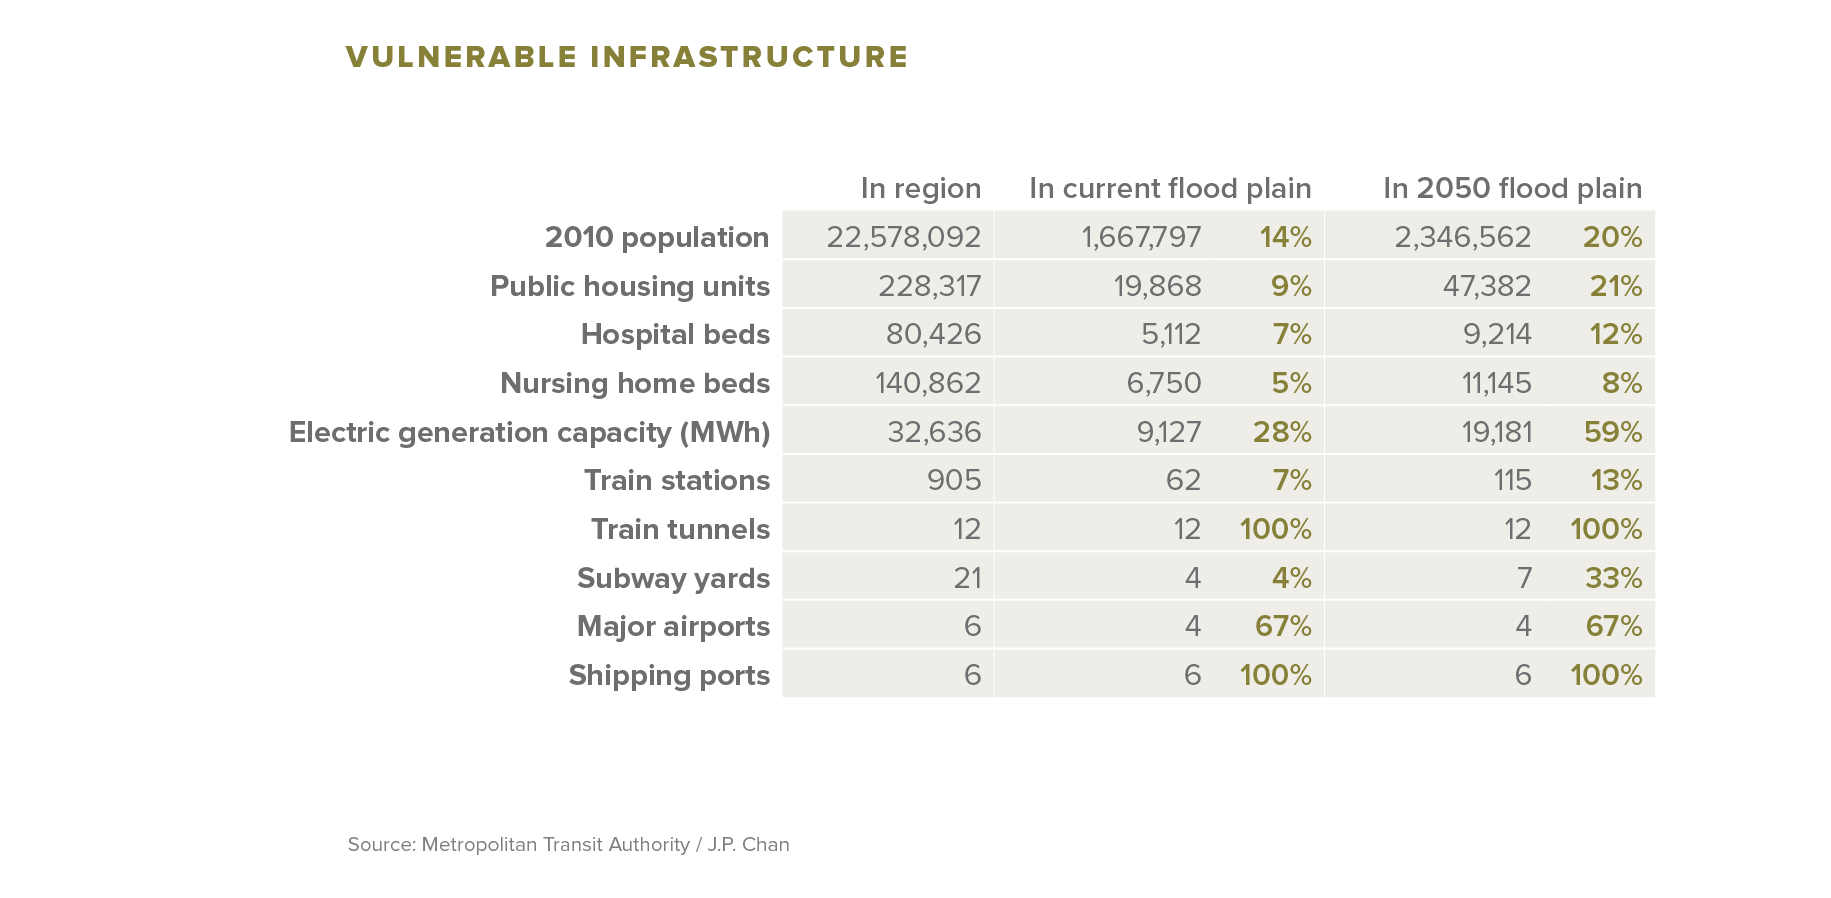 VULNERABLE INFRASTRUCTURE
In region In current flood plain In 2050 flood plain
2010 population 22,578,092 1,667,797 14% 2,346,562 20%
Public housing units 228,317 19,868 9% 47,382 21%
Hospital beds 80,426 5,112 7% 9,214 12%
Nursing home beds 140,862 6,750 5% 11,145 8%
Electric generation capacity (MWh) 32,636 9,127 28% 19,181 59%
Train stations 905 62 7% 115 13%
Train tunnels 12 12 100% 12 100%
Subway yards 21 4 4% 7 33%
Major airports 6 4 67% 4 67%
Shipping ports 6 6 100% 6 100%
Source: Metropolitan Transit Authority / J.P. Chan